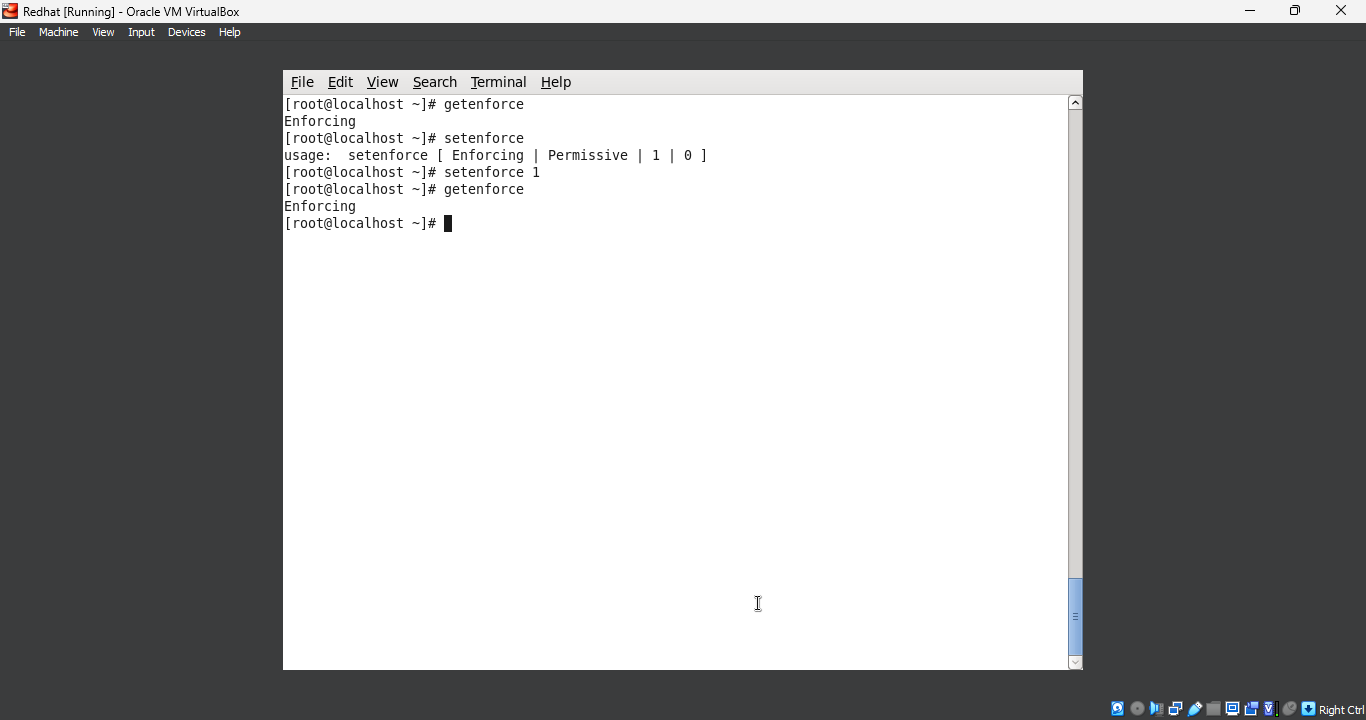 Redhat [Running] - Oracle VM VirtualBox
File Machine View Input Devices Help
File Edit View Search Terminal Help
[root@localhost ~]# getenforce
Enforcing
[root@localhost ~]# setenforce
usage:  setenforce [ Enforcing | Permissive | 1 | 0 ]
[root@localhost ~]# setenforce 1
[root@localhost ~]# getenforce
Enforcing
[root@localhost ~]#
Right Ctrl